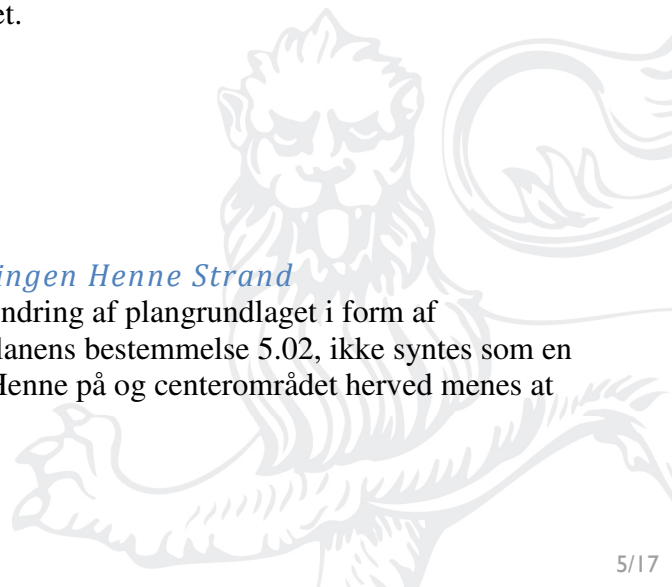 et.
ingen Henne Strand
ndring af plangrundlaget i form af
lanens bestemmelse 5.02, ikke syntes som en
Henne på og centerområdet herved menes at
5/17